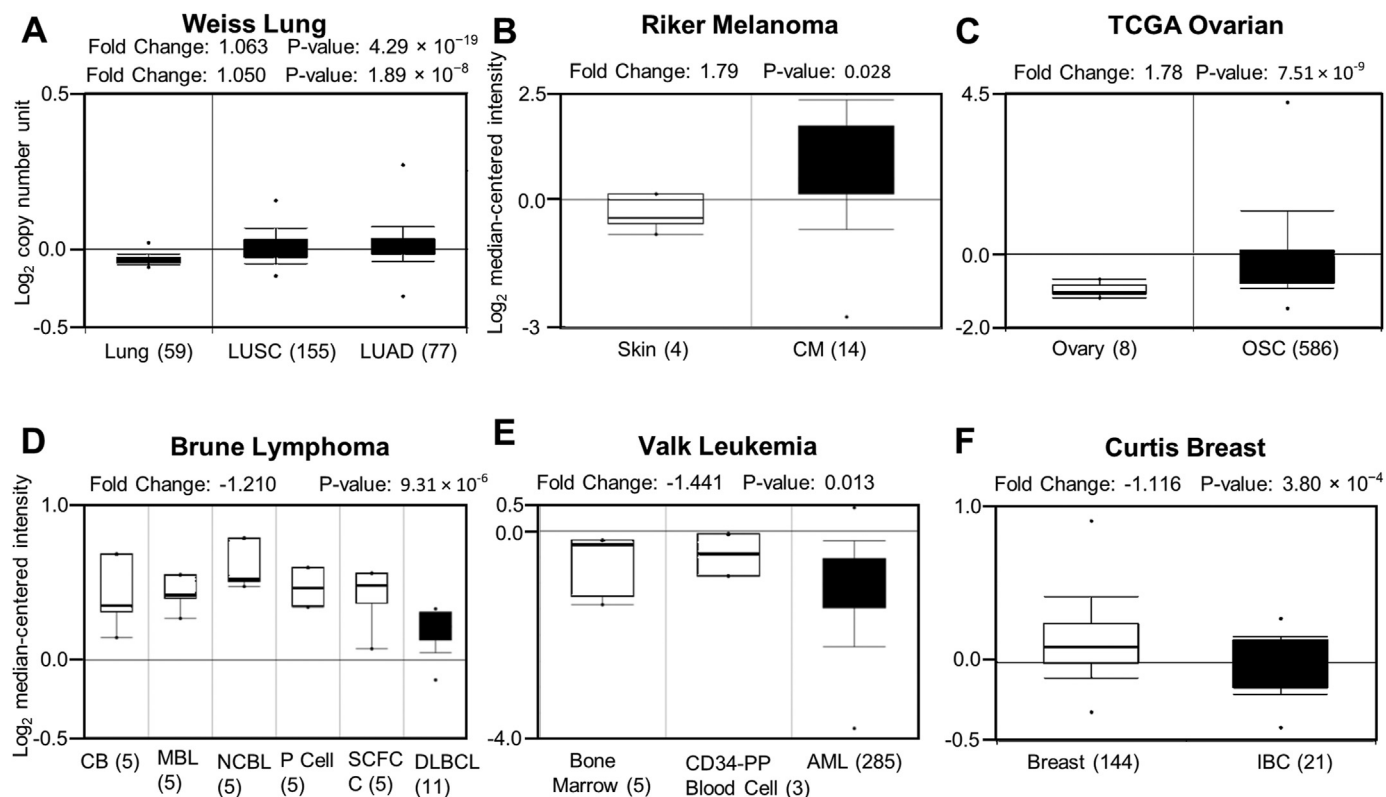 A
Weiss Lung
Fold Change: 1.063 P-value: 4.29 × 10⁻¹⁹
Fold Change: 1.050 P-value: 1.89 × 10⁻⁸
Log₂ copy number unit
0.5
0.0
-0.5
Lung (59)
LUSC (155)
LUAD (77)
B
Riker Melanoma
Fold Change: 1.79 P-value: 0.028
Log₂ median-centered intensity
2.5
0.0
-3
Skin (4)
CM (14)
C
TCGA Ovarian
Fold Change: 1.78 P-value: 7.51 × 10⁻⁹
4.5
0.0
-2.0
Ovary (8)
OSC (586)
D
Brune Lymphoma
Fold Change: -1.210 P-value: 9.31 × 10⁻⁶
Log₂ median-centered intensity
1.0
0.0
-0.5
CB (5)
MBL
(5)
NCBL
(5)
P Cell
(5)
SCFC
C (5)
DLBCL
(11)
E
Valk Leukemia
Fold Change: -1.441 P-value: 0.013
0.5
0.0
-4.0
Bone
Marrow (5)
CD34-PP
Blood Cell (3)
AML (285)
F
Curtis Breast
Fold Change: -1.116 P-value: 3.80 × 10⁻⁴
1.0
0.0
-0.5
Breast (144)
IBC (21)